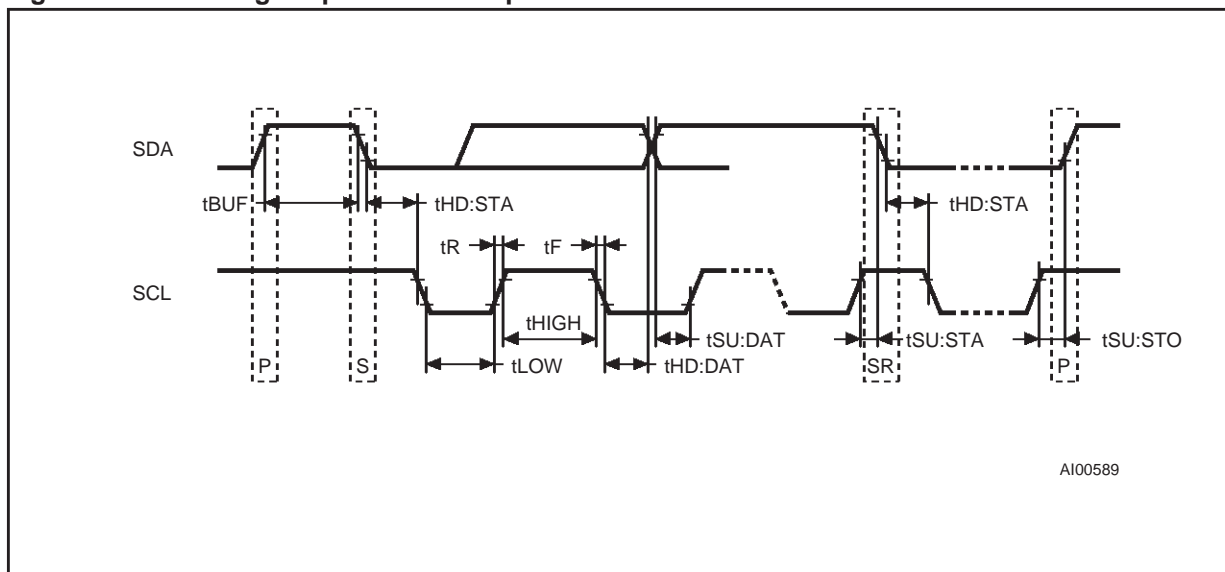 SDA
tBUF
tHD:STA
tHD:STA
tR
tF
SCL
tHIGH
tSU:DAT
tSU:STA
tSU:STO
P
S
tLOW
tHD:DAT
SR
P
AI00589